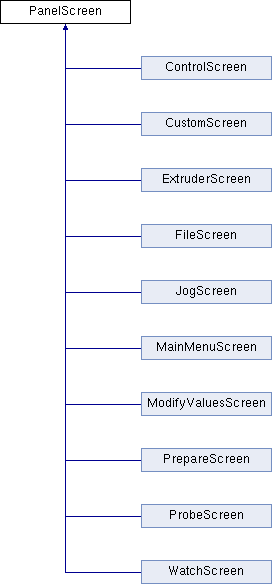 PanelScreen
ControlScreen
CustomScreen
ExtruderScreen
FileScreen
JogScreen
MainMenuScreen
ModifyValuesScreen
PrepareScreen
ProbeScreen
WatchScreen